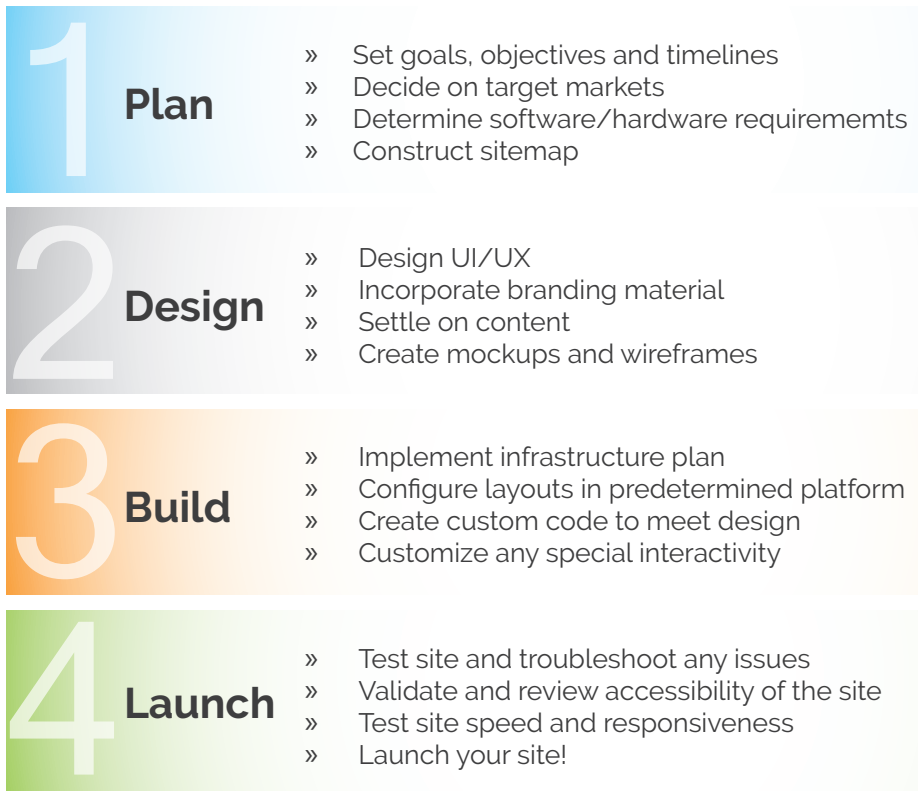 1
Plan
» Set goals, objectives and timelines
» Decide on target markets
» Determine software/hardware requirememts
» Construct sitemap
2
Design
» Design UI/UX
» Incorporate branding material
» Settle on content
» Create mockups and wireframes
3
Build
» Implement infrastructure plan
» Configure layouts in predetermined platform
» Create custom code to meet design
» Customize any special interactivity
4
Launch
» Test site and troubleshoot any issues
» Validate and review accessibility of the site
» Test site speed and responsiveness
» Launch your site!